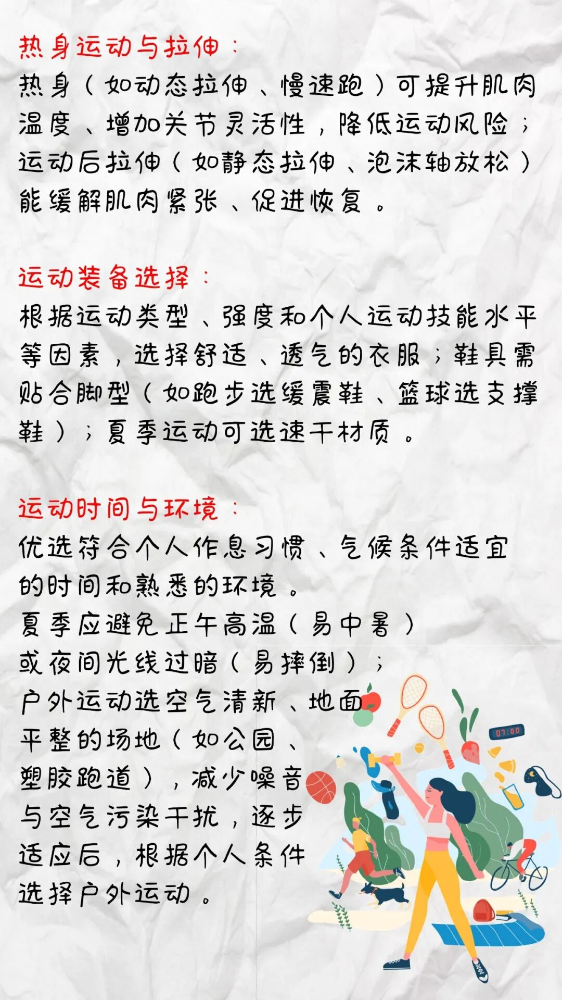 热身运动与拉伸：
热身（如动态拉伸、慢速跑）可提升肌肉
温度、增加关节灵活性，降低运动风险；
运动后拉伸（如静态拉伸、泡沫轴放松）
能缓解肌肉紧张、促进恢复。
运动装备选择：
根据运动类型、强度和个人运动技能水平
等因素，选择舒适、透气的衣服；鞋具需
贴合脚型（如跑步选缓震鞋、篮球选支撑
鞋）；夏季运动可选速干材质。
运动时间与环境：
优选符合个人作息习惯、气候条件适宜
的时间和熟悉的环境。
夏季应避免正午高温（易中暑）
或夜间光线过暗（易摔倒）；
户外运动选空气清新、地面
平整的场地（如公园、
塑胶跑道），减少噪音
与空气污染干扰，逐步
适应后，根据个人条件
选择户外运动。
07:00